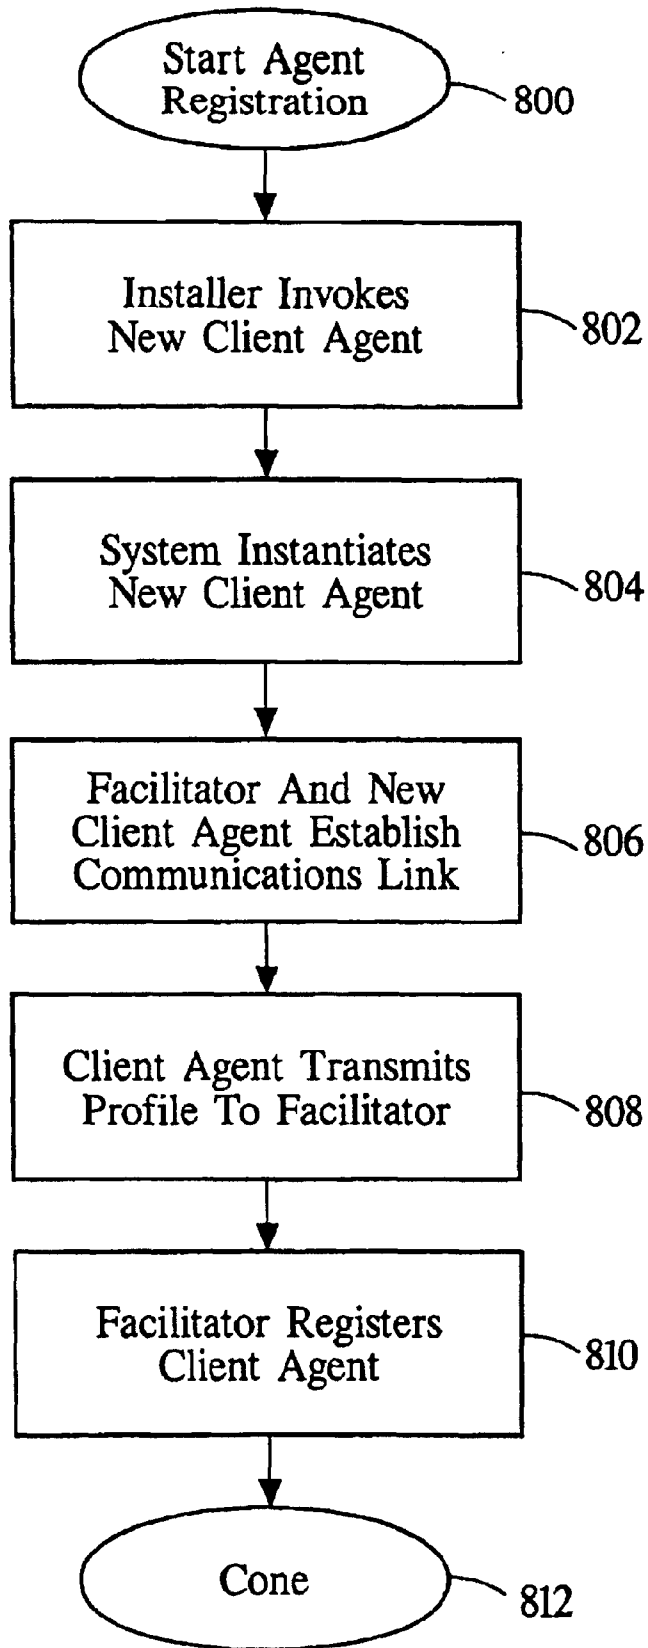 Start Agent
Registration
800
Installer Invokes
New Client Agent
802
System Instantiates
New Client Agent
804
Facilitator And New
Client Agent Establish
Communications Link
806
Client Agent Transmits
Profile To Facilitator
808
Facilitator Registers
Client Agent
810
Cone
812